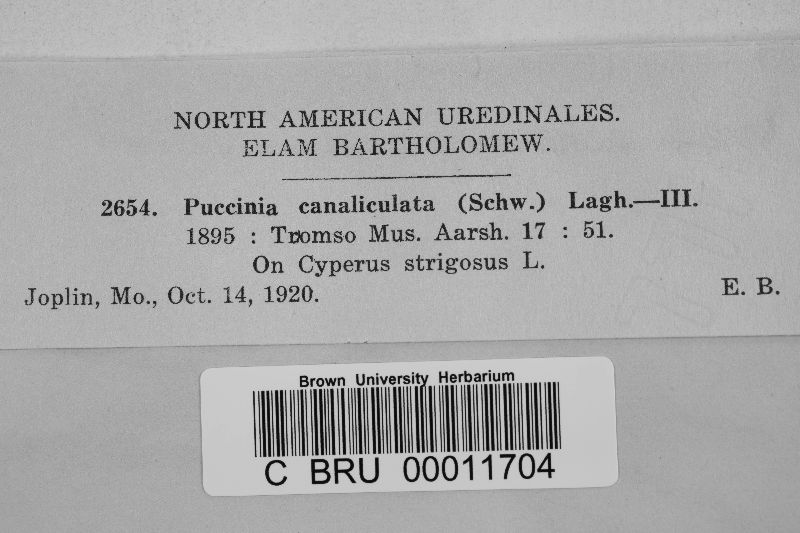 NORTH AMERICAN UREDINALES.
ELAM BARTHOLOMEW.
2654. Puccinia canaliculata (Schw.) Lagh.—III.
1895 : Tromso Mus. Aarsh. 17 : 51.
On Cyperus strigosus L.
Joplin, Mo., Oct. 14, 1920. E. B.
Brown University Herbarium
C BRU 00011704